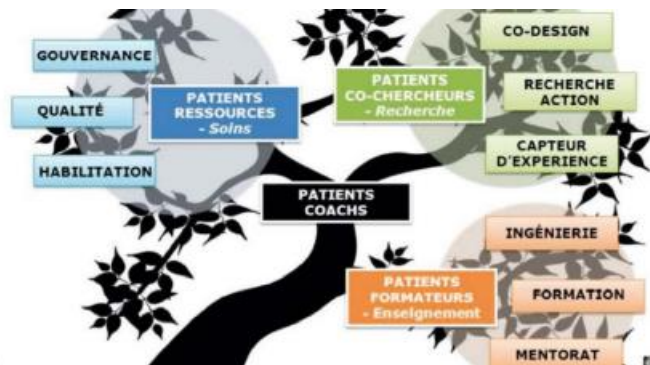 GOUVERNANCE
QUALITÉ
HABILITATION
PATIENTS
RESSOURCES
- Soins
PATIENTS
CO-CHERCHEURS
- Recherche
CO-DESIGN
RECHERCHE
ACTION
CAPTEUR
D'EXPERIENCE
PATIENTS
COACHS
PATIENTS
FORMATEURS
- Enseignement
INGÉNIERIE
FORMATION
MENTORAT